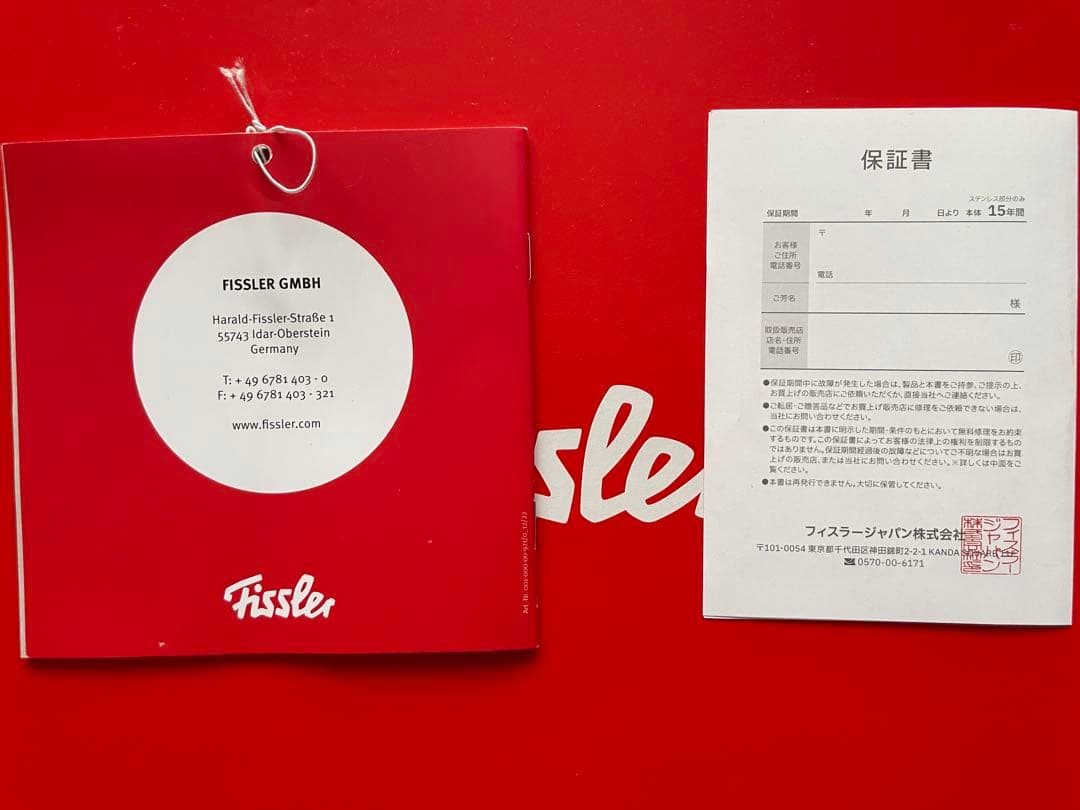 FISSLER GMBH
Harald-Fissler-Straße 1
55743 Idar-Oberstein
Germany
T: + 49 6781 403 - 0
F: + 49 6781 403 - 321
www.fissler.com
Fissler
Art. Nr. 001-000-00-921/0_12/22
ssler
保証書
ステンレス部分のみ
保証期間 年 月 日より 本体 15年間
お客様
ご住所
電話番号
〒
電話
ご芳名
様
取扱販売店
店名・住所
電話番号
印
●保証期間中に故障が発生した場合は、製品と本書をご持参、ご提示の上、
お買上げの販売店にご依頼いただくか、直接当社へご連絡ください。
●ご転居・ご贈答品などでお買上げ販売店に修理をご依頼できない場合は、
当社にお問い合わせください。
●この保証書は本書に明示した期間・条件のもとにおいて無料修理をお約束
するものです。この保証書によってお客様の法律上の権利を制限するもの
ではありません。保証期間経過後の故障などについてご不明な場合はお買
上げの販売店、または当社にお問い合わせください。※詳しくは中面をご
覧ください。
●本書は再発行できません。大切に保管してください。
フィスラージャパン株式会社
〒101-0054 東京都千代田区神田錦町2-2-1 KANDA
0570-00-6171
フィスラー
ジャパン